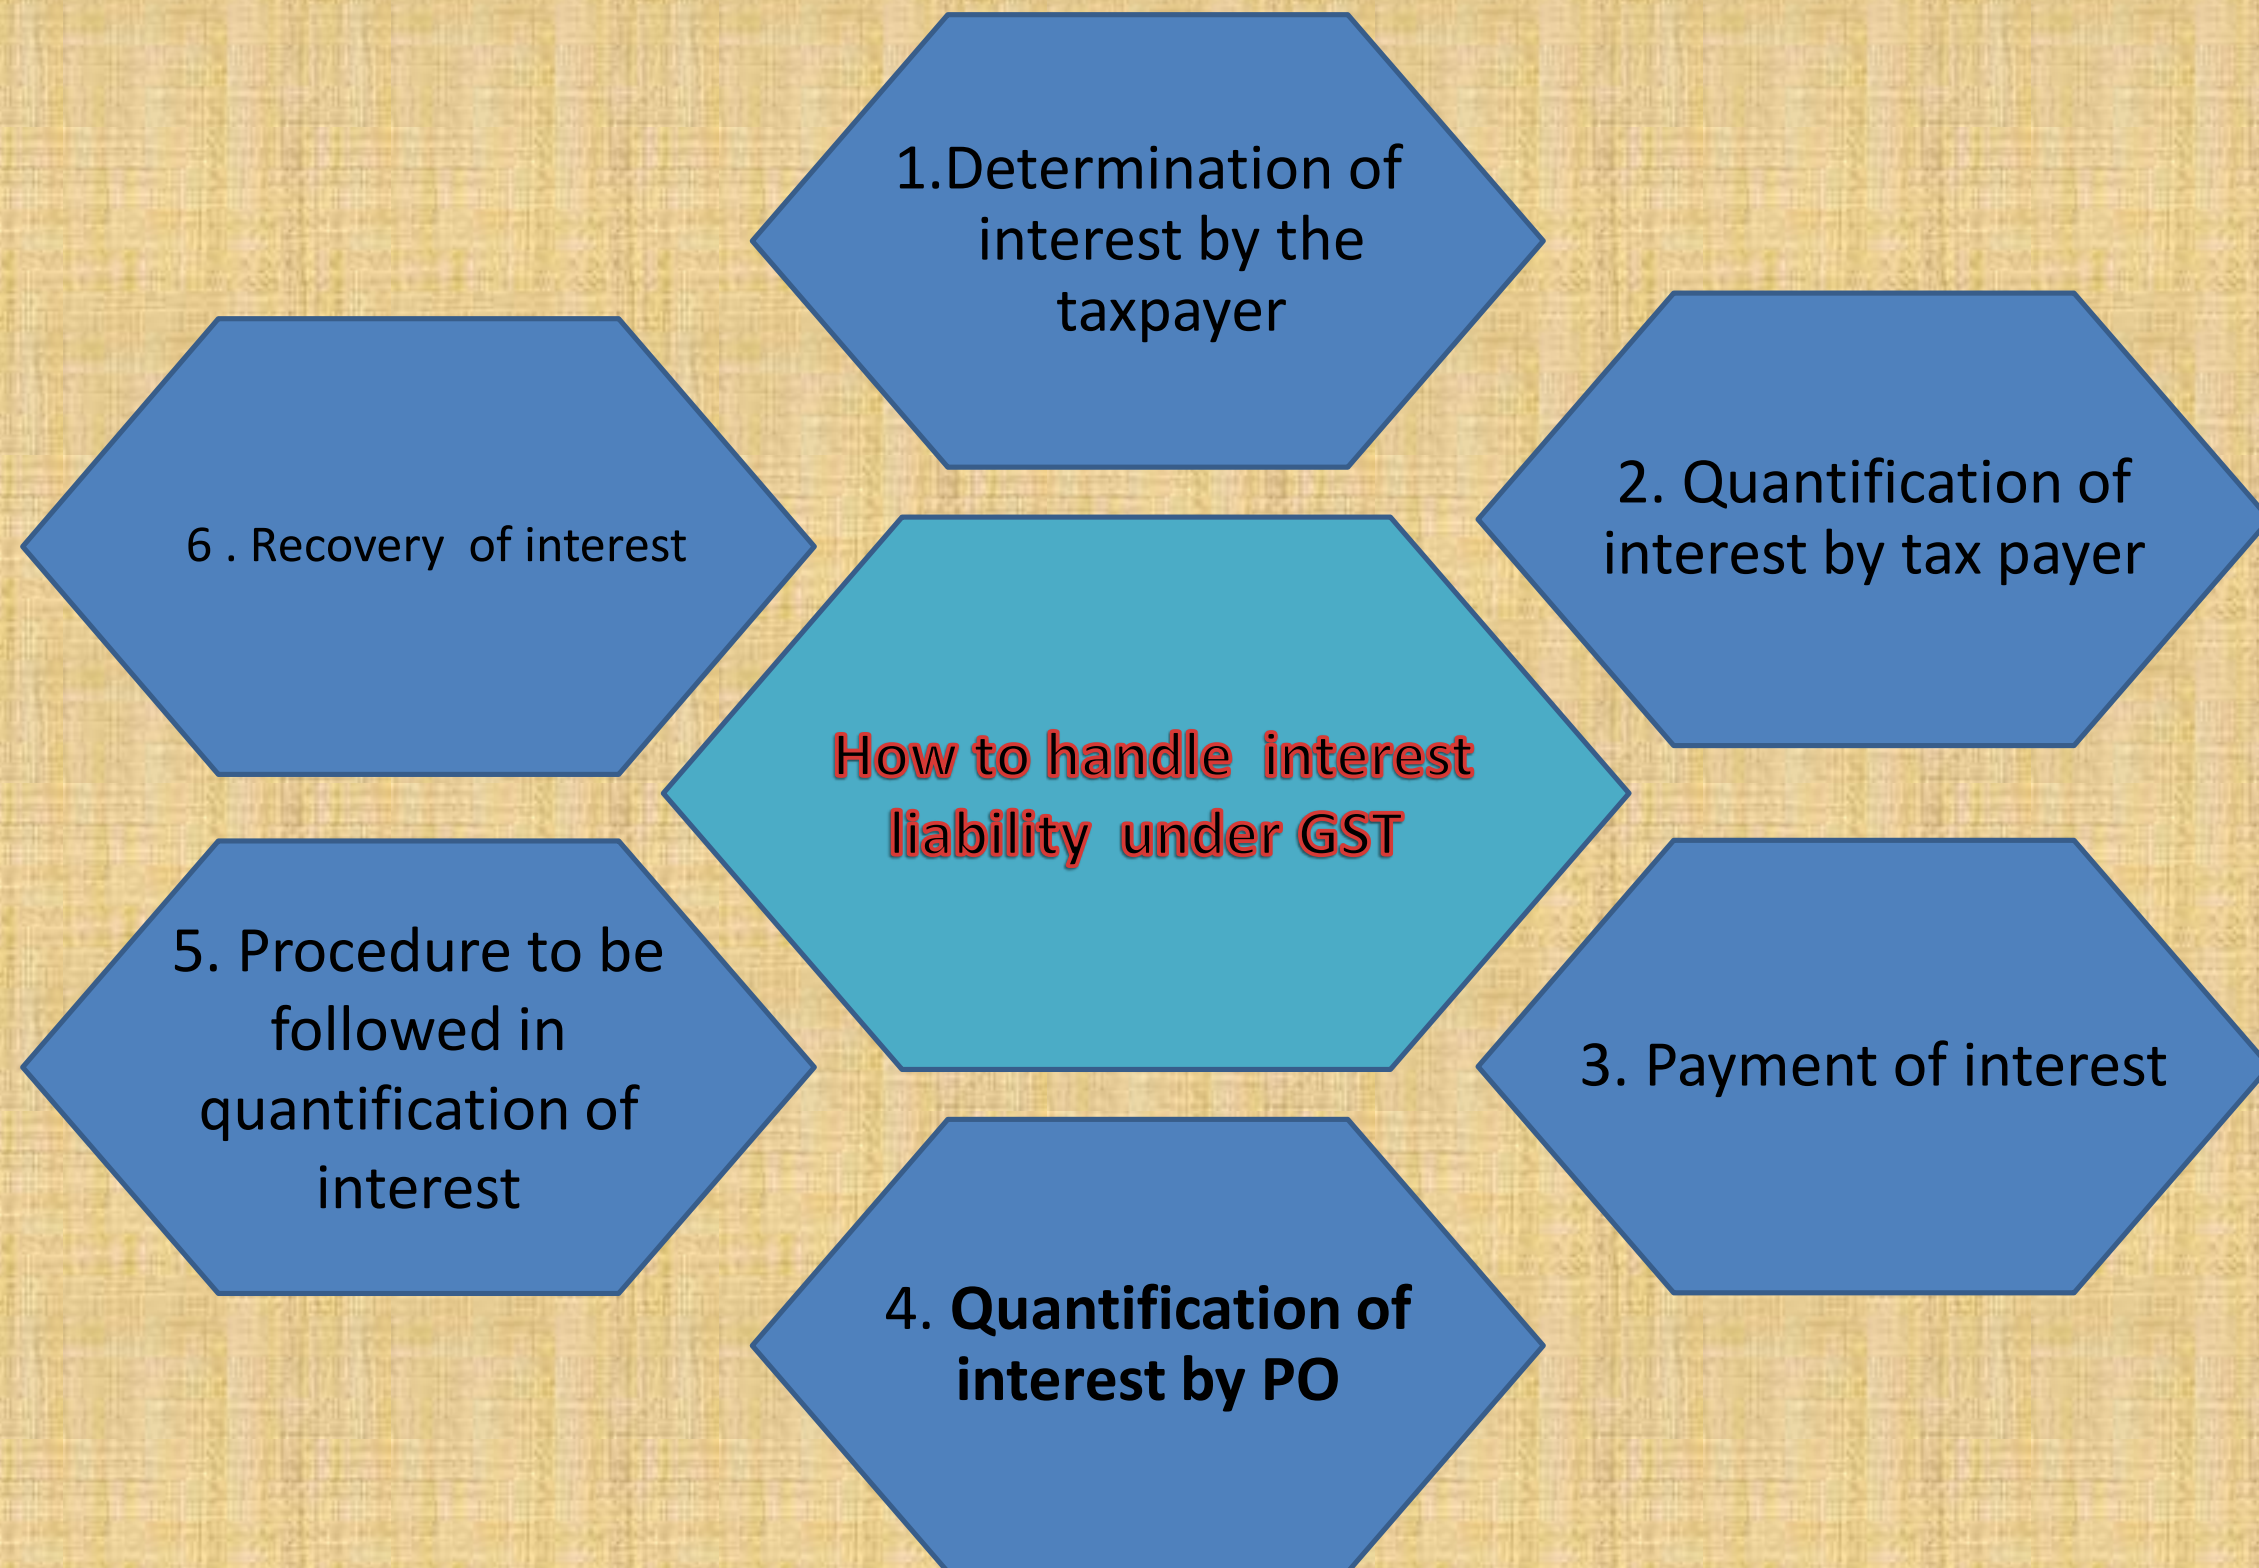 1.Determination of
interest by the
taxpayer
2. Quantification of
interest by tax payer
3. Payment of interest
4. Quantification of
interest by PO
5. Procedure to be
followed in
quantification of
interest
6 . Recovery  of interest
How to handle  interest
liability  under GST